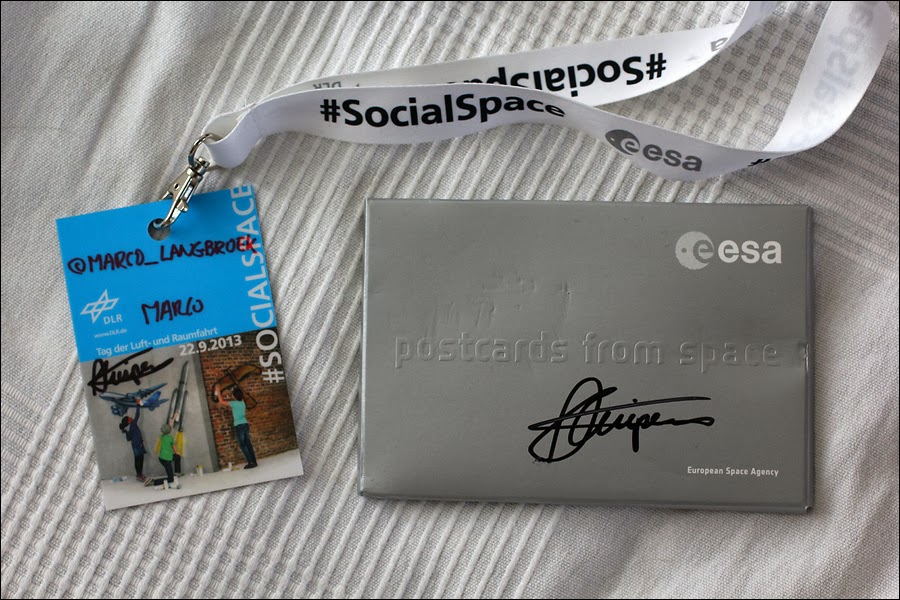 #Socialspa
#SocialSpace
esa
@MARCO_LANGBROEK
MARCO
DLR
www.DLR.de
#SOCIALSPACE
Tag der Luft- und Raumfahrt
22.9.2013
esa
postcards from space
European Space Agency